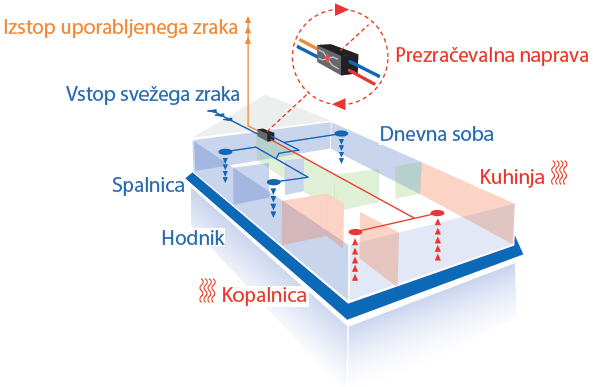 Izstop uporabljenega zraka
Prezračevalna naprava
Vstop svežega zraka
Dnevna soba
Spalnica
Kuhinja
Hodnik
Kopalnica